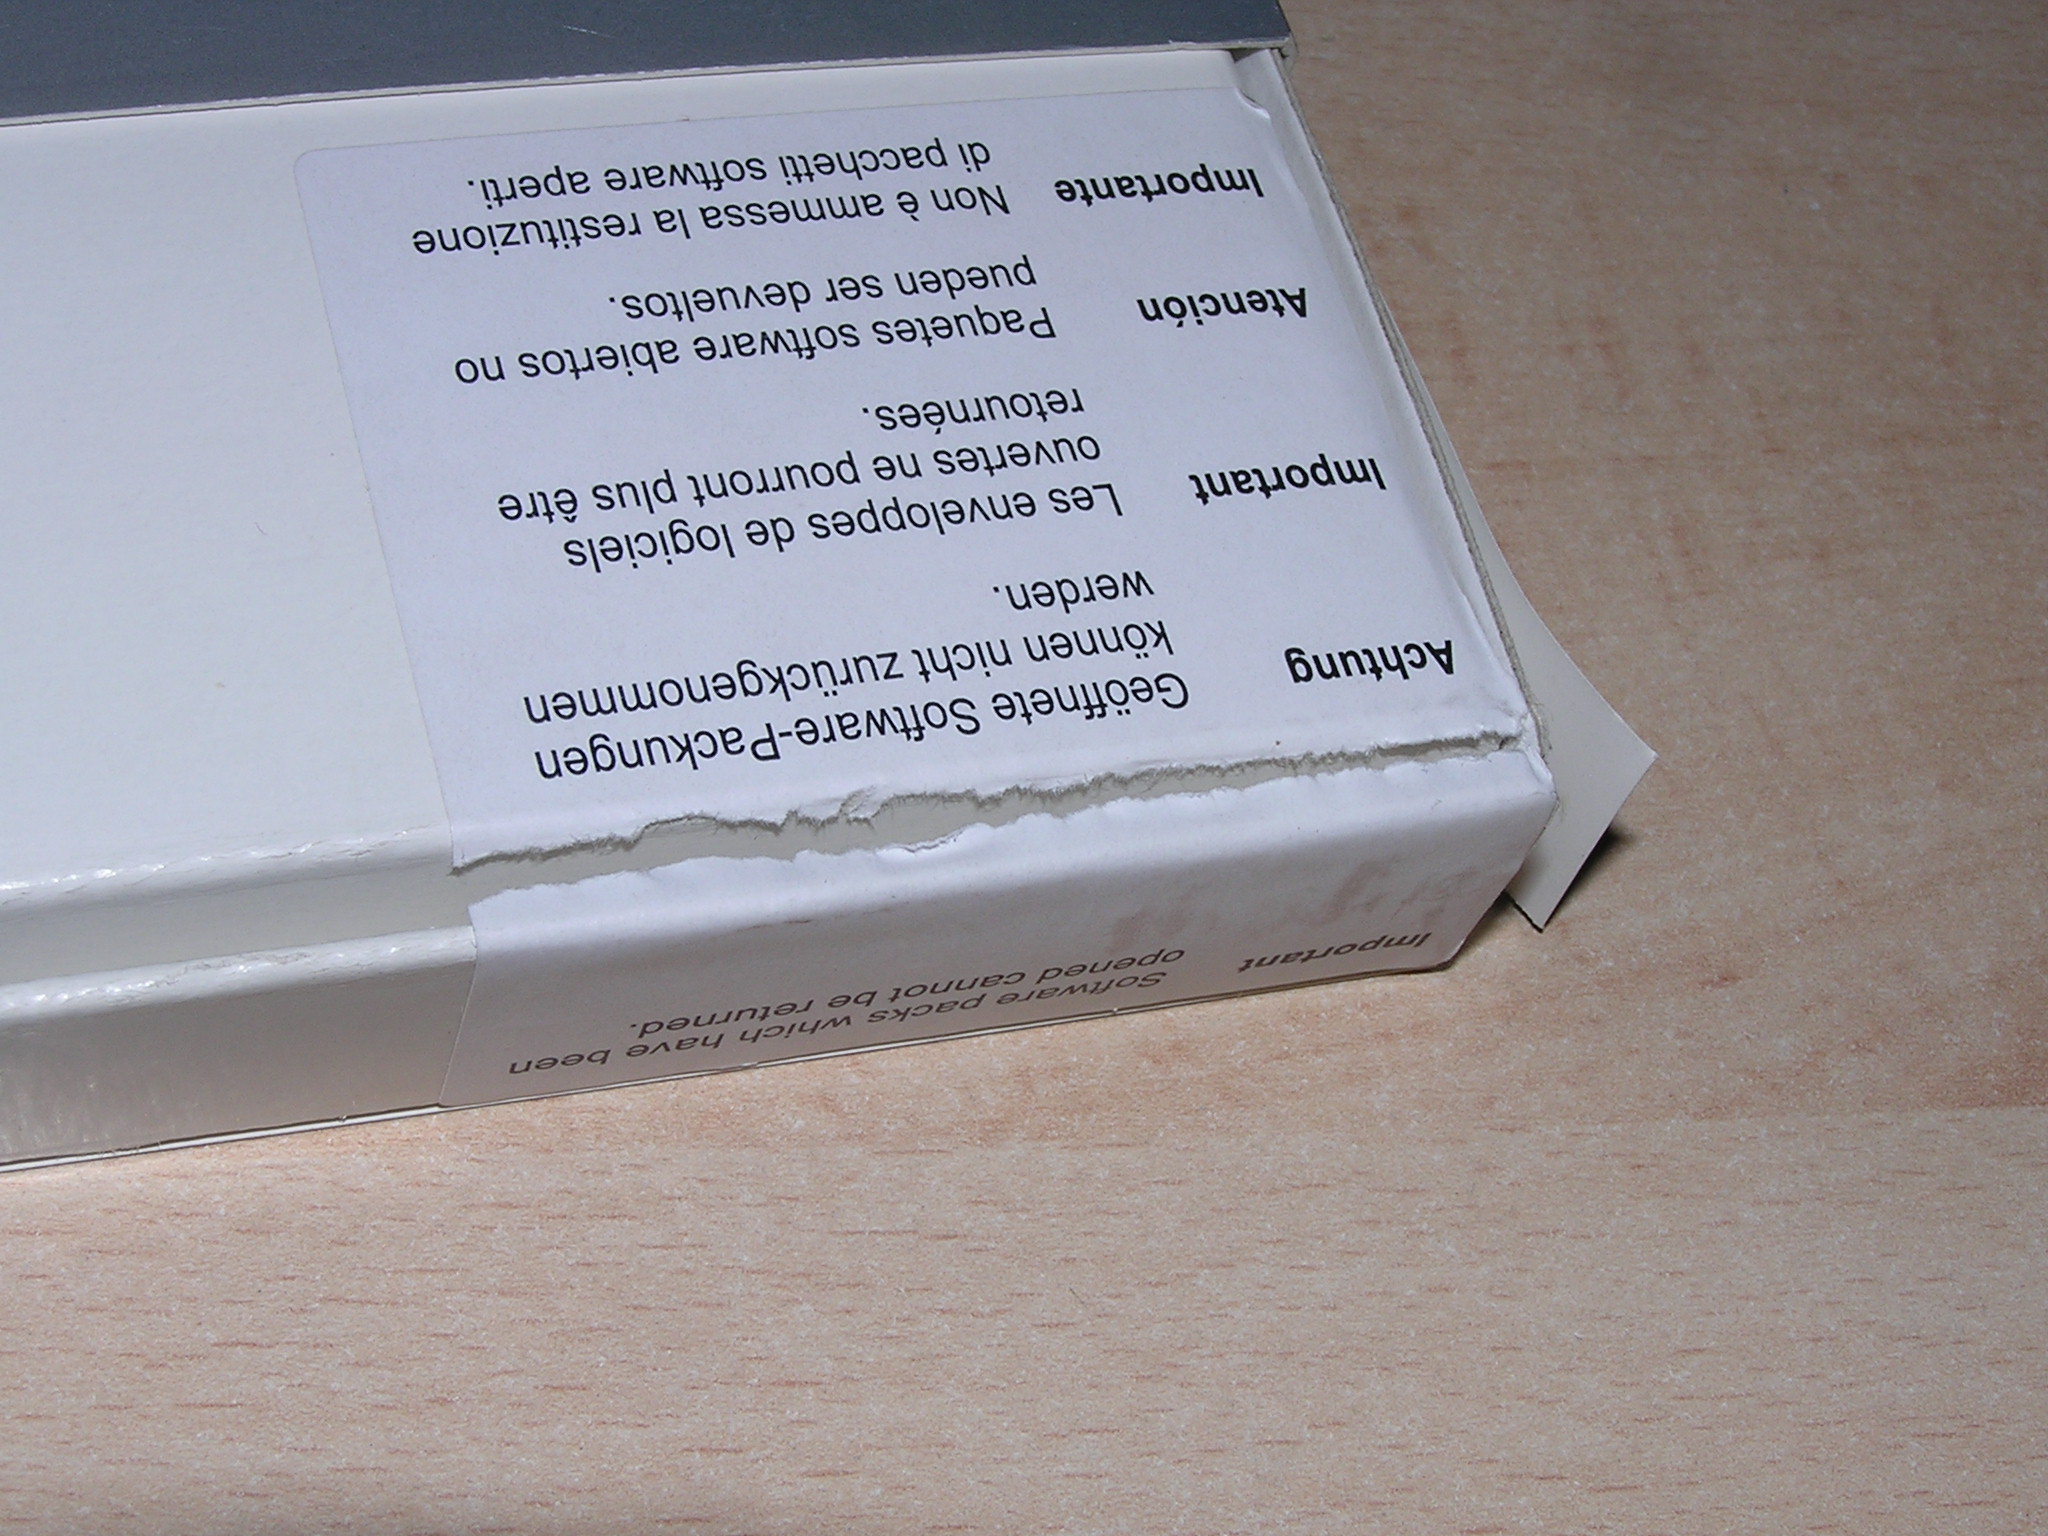 Important
Software packs which have been
opened cannot be returned.
Achtung
Geöffnete Software-Packungen
können nicht zurückgenommen
werden.
Important
Les enveloppes de logiciels
ouvertes ne pourront plus être
retournées.
Atención
Paquetes software abiertos no
pueden ser devueltos.
Importante
Non è ammessa la restituzione
di pacchetti software aperti.